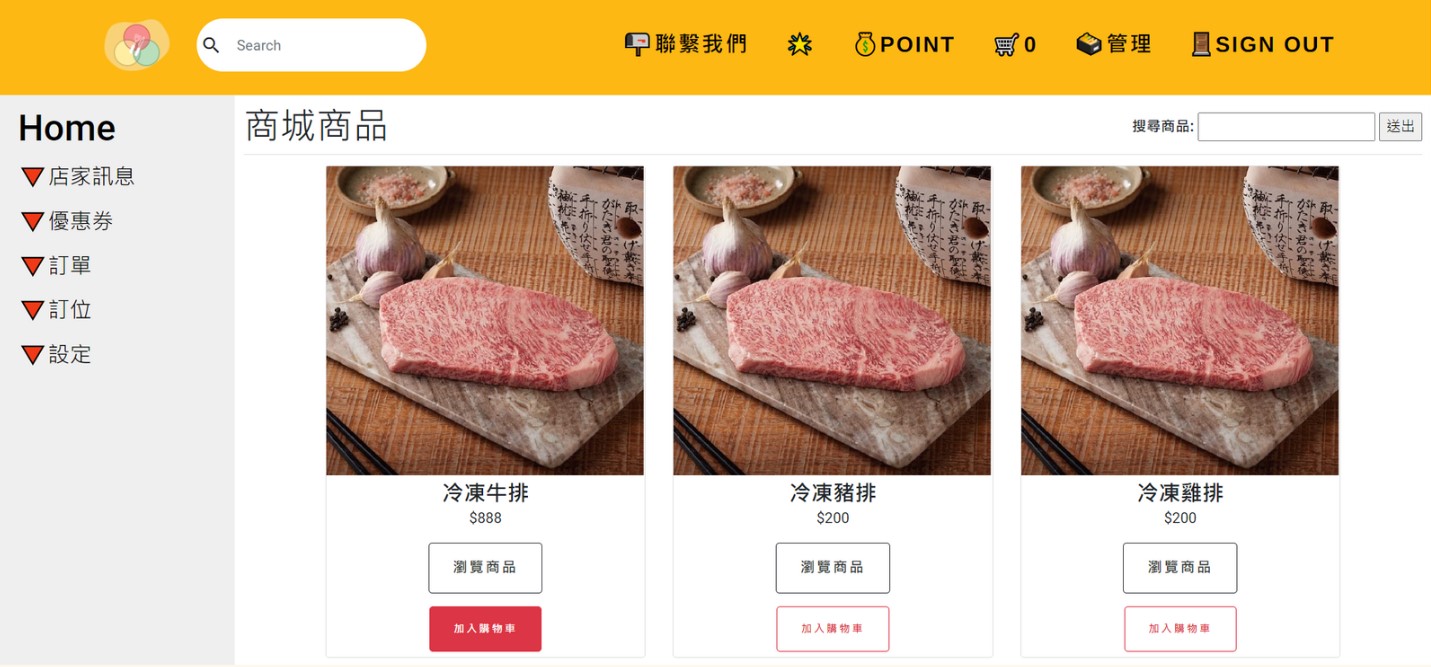 Search
聯繫我們
POINT
0
管理
SIGN OUT
Home
店家訊息
優惠券
訂單
訂位
設定
商城商品
搜尋商品:
送出
冷凍牛排
$888
瀏覽商品
加入購物車
冷凍豬排
$200
瀏覽商品
加入購物車
冷凍雞排
$200
瀏覽商品
加入購物車